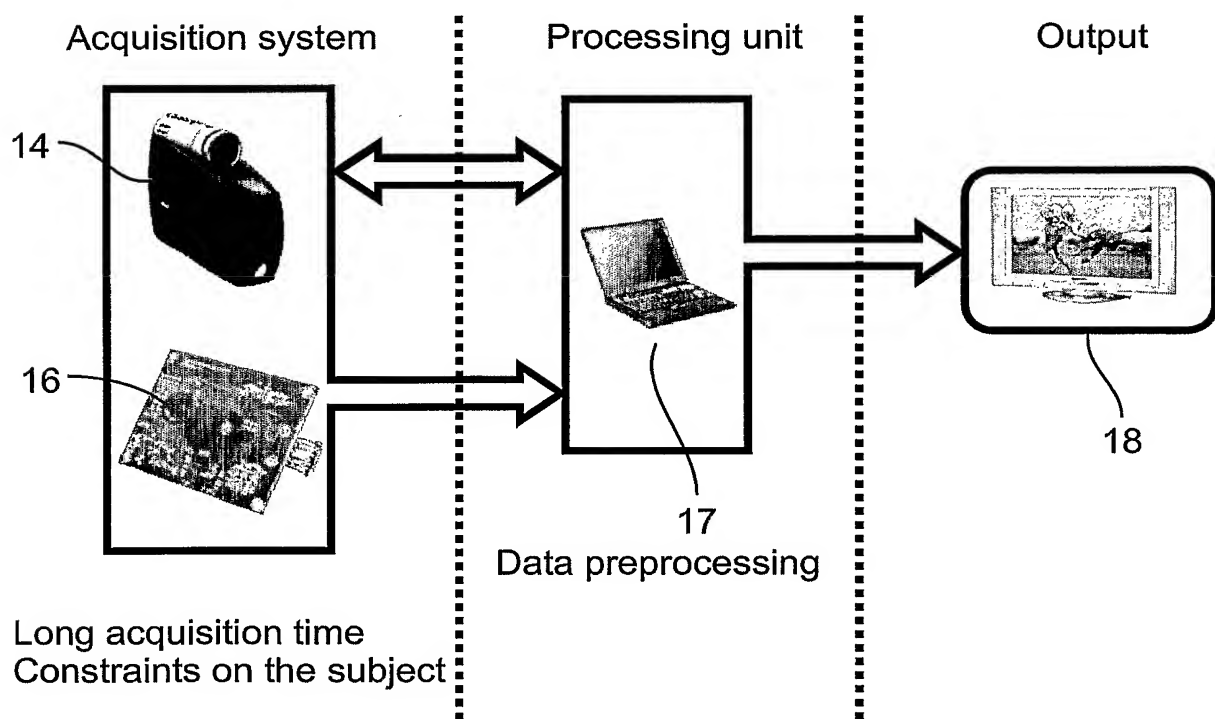 Acquisition system
Processing unit
Output
14
16
17
18
Data preprocessing
Long acquisition time
Constraints on the subject